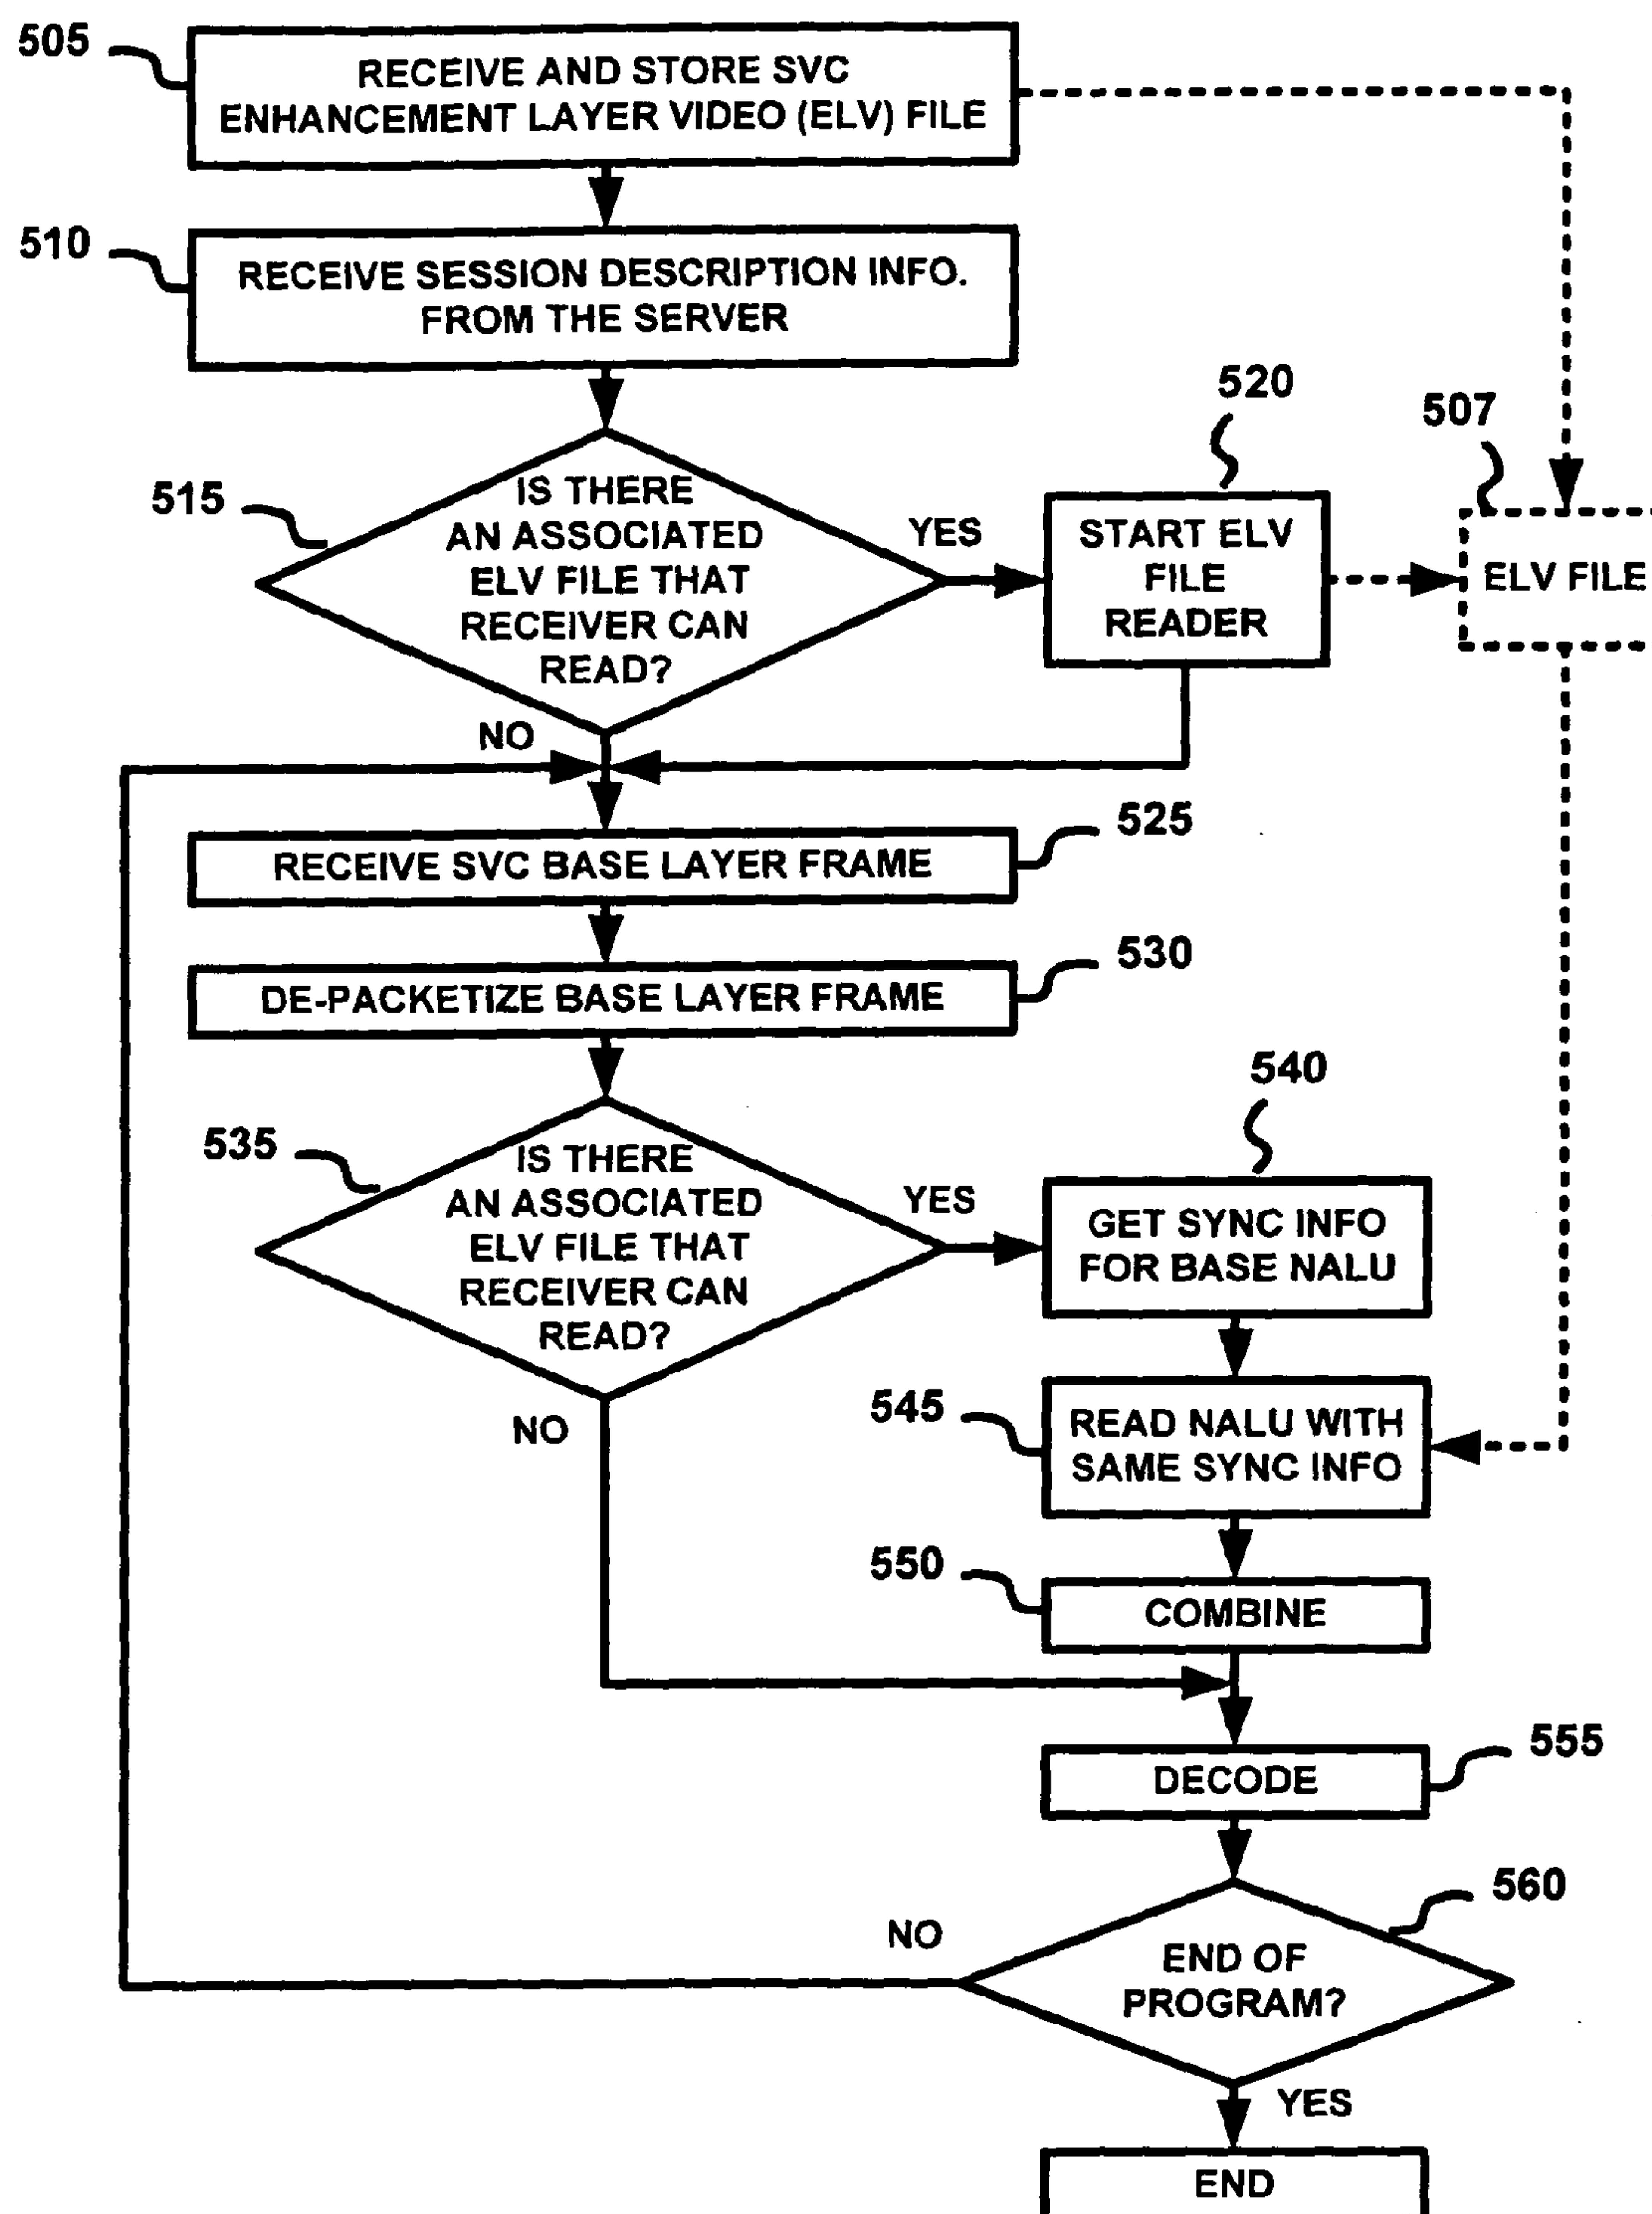 505
RECEIVE AND STORE SVC
ENHANCEMENT LAYER VIDEO (ELV) FILE
510
RECEIVE SESSION DESCRIPTION INFO.
FROM THE SERVER
515
IS THERE
AN ASSOCIATED
ELV FILE THAT
RECEIVER CAN
READ?
YES
NO
520
START ELV
FILE
READER
507
ELV FILE
525
RECEIVE SVC BASE LAYER FRAME
530
DE-PACKETIZE BASE LAYER FRAME
535
IS THERE
AN ASSOCIATED
ELV FILE THAT
RECEIVER CAN
READ?
YES
NO
540
GET SYNC INFO
FOR BASE NALU
545
READ NALU WITH
SAME SYNC INFO
550
COMBINE
555
DECODE
560
END OF
PROGRAM?
NO
YES
END